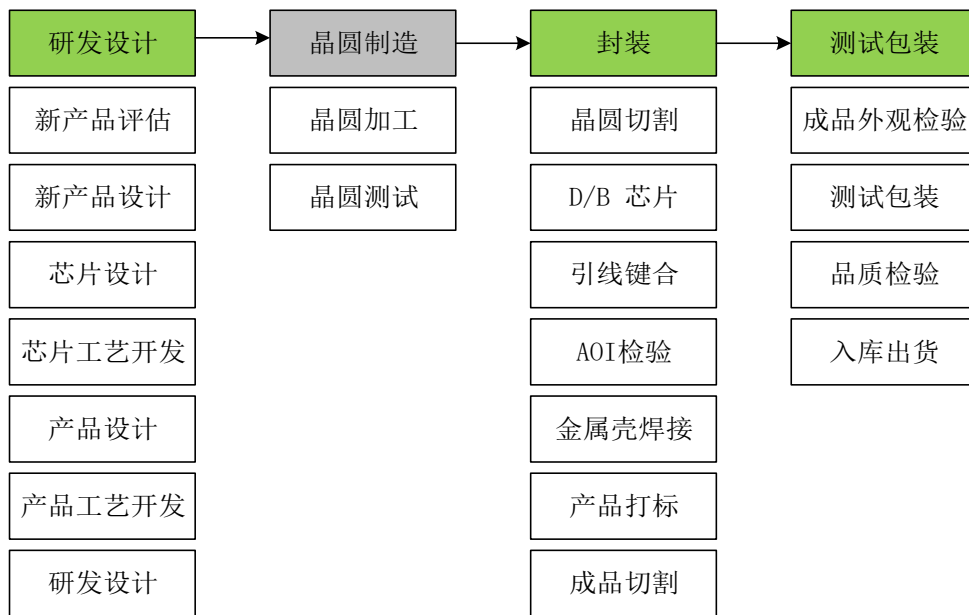 研发设计
晶圆制造
封装
测试包装
新产品评估
晶圆加工
晶圆切割
成品外观检验
新产品设计
晶圆测试
D/B 芯片
测试包装
芯片设计
引线键合
品质检验
芯片工艺开发
AOI检验
入库出货
产品设计
金属壳焊接
产品工艺开发
产品打标
研发设计
成品切割